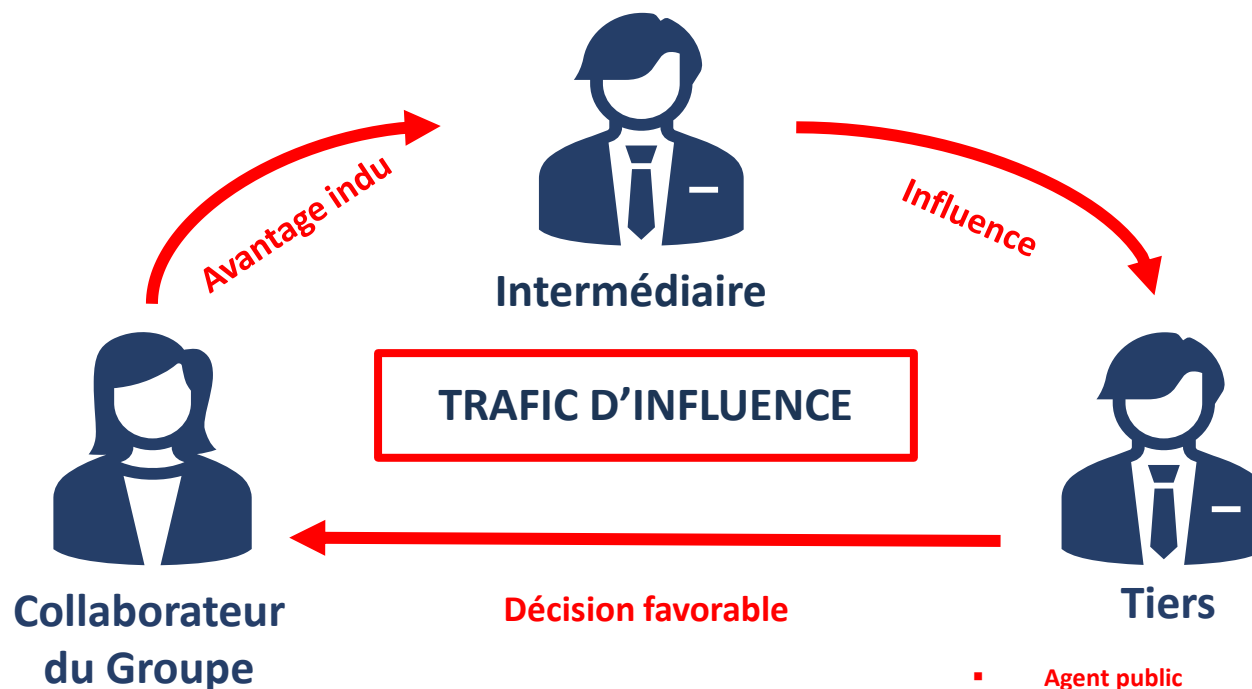 Avantage indu
Influence
Intermédiaire
TRAFIC D’INFLUENCE
Collaborateur
du Groupe
Décision favorable
Tiers
▪ Agent public